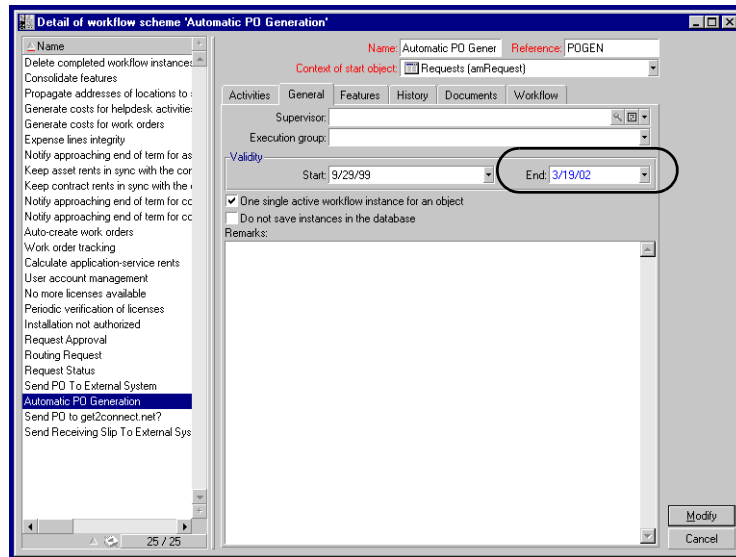 Detail of workflow scheme 'Automatic PO Generation'
Name
Delete completed workflow instances
Consolidate features
Propagate addresses of locations to
Generate costs for helpdesk activitie
Generate costs for work orders
Expense lines integrity
Notify approaching end of term for as
Keep asset rents in sync with the cor
Keep contract rents in sync with the
Notify approaching end of term for cc
Notify approaching end of term for cc
Auto-create work orders
Work order tracking
Calculate application-service rents
User account management
No more licenses available
Periodic verification of licenses
Installation not authorized
Request Approval
Routing Request
Request Status
Send PO To External System
Automatic PO Generation
Send PO to get2connect.net?
Send Receiving Slip To External Sys
25 / 25
Name: Automatic PO Gener Reference: POGEN
Context of start object: Requests (amRequest)
Activities General Features History Documents Workflow
Supervisor:
Execution group:
Validity
Start: 9/29/99 End: 3/19/02
One single active workflow instance for an object
Do not save instances in the database
Remarks:
Modify
Cancel